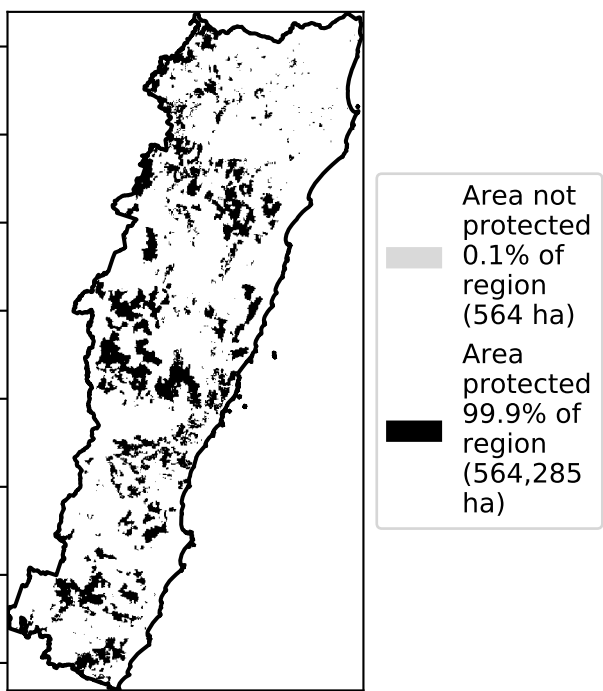 Area not
protected
0.1% of
region
(564 ha)
Area
protected
99.9% of
region
(564,285
ha)